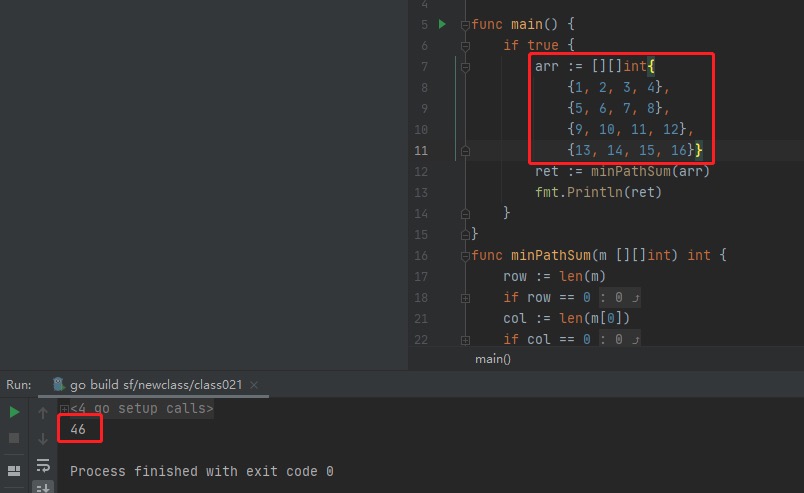 4
5 func main() {
6 if true {
7 arr := [][]int{
8 {1, 2, 3, 4},
9 {5, 6, 7, 8},
10 {9, 10, 11, 12},
11 {13, 14, 15, 16}}
12 ret := minPathSum(arr)
13 fmt.Println(ret)
14 }
15 }
16 func minPathSum(m [][]int) int {
17 row := len(m)
18 if row == 0 : 0
21 col := len(m[0])
22 if col == 0 : 0
main()
Run: go build sf/newclass/class021 ×
<4 go setup calls>
46
Process finished with exit code 0